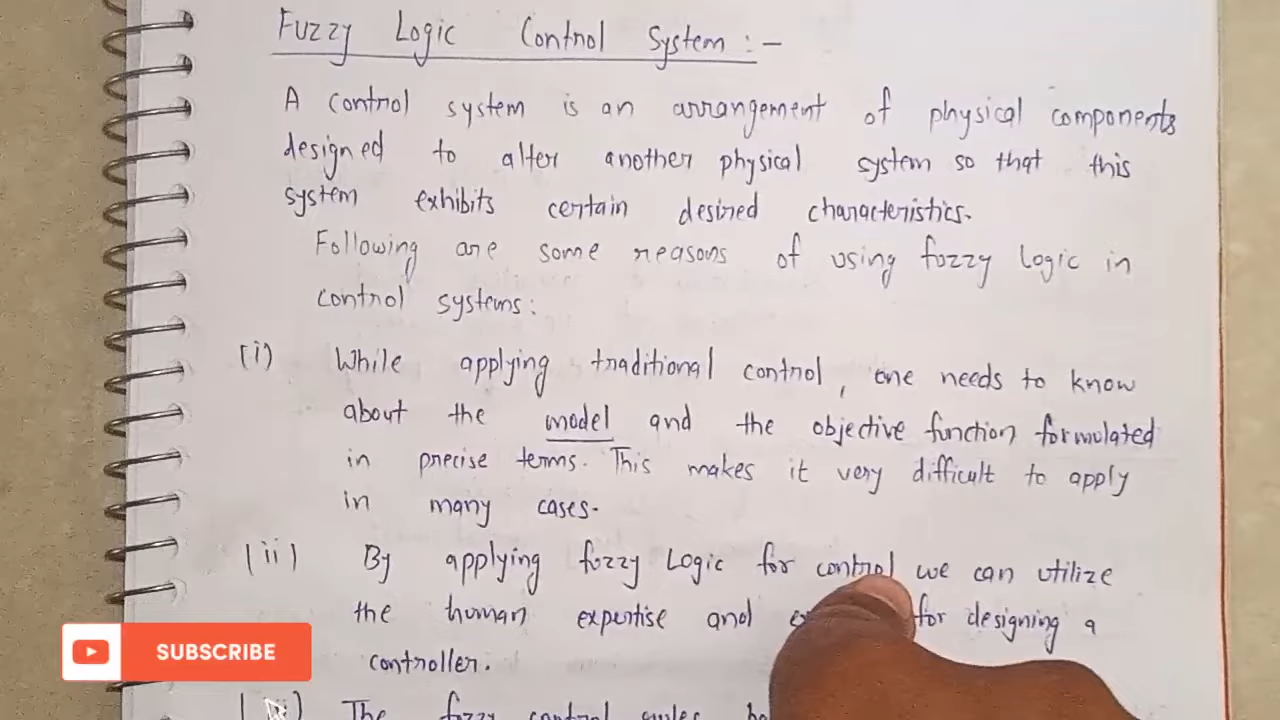 Fuzzy Logic Control System :-
A control system is an arrangement of physical components
designed to alter another physical system so that this
system exhibits certain desired characteristics.
Following are some reasons of using fuzzy Logic in
control systems:
(i) While applying traditional control, one needs to know
about the model and the objective function formulated
in precise terms. This makes it very difficult to apply
in many cases.
(ii) By applying fuzzy Logic for control we can utilize
the human expertise and for designing a
controller.
SUBSCRIBE
The fuzzy control rules